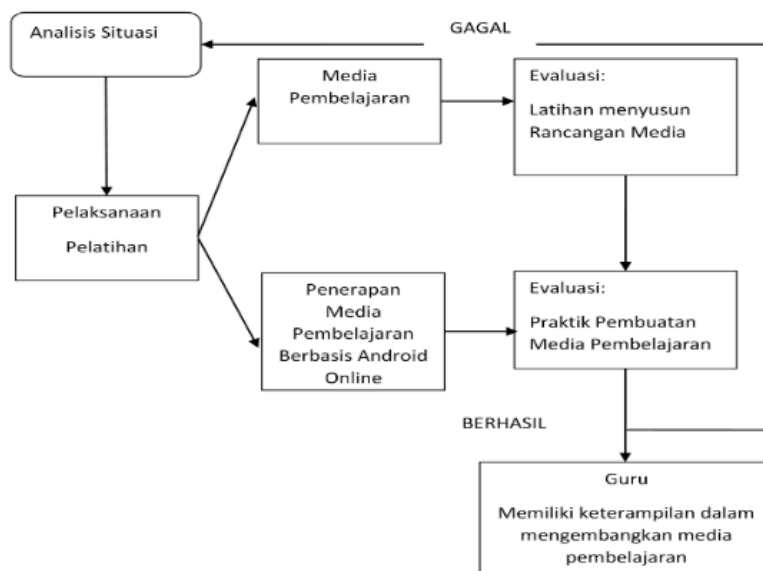 Analisis Situasi
GAGAL
Media
Pembelajaran
Evaluasi:
Latihan menyusun
Rancangan Media
Pelaksanaan
Pelatihan
Penerapan
Media
Pembelajaran
Berbasis Android
Online
Evaluasi:
Praktik Pembuatan
Media Pembelajaran
BERHASIL
Guru
Memiliki keterampilan dalam
mengembangkan media
pembelajaran